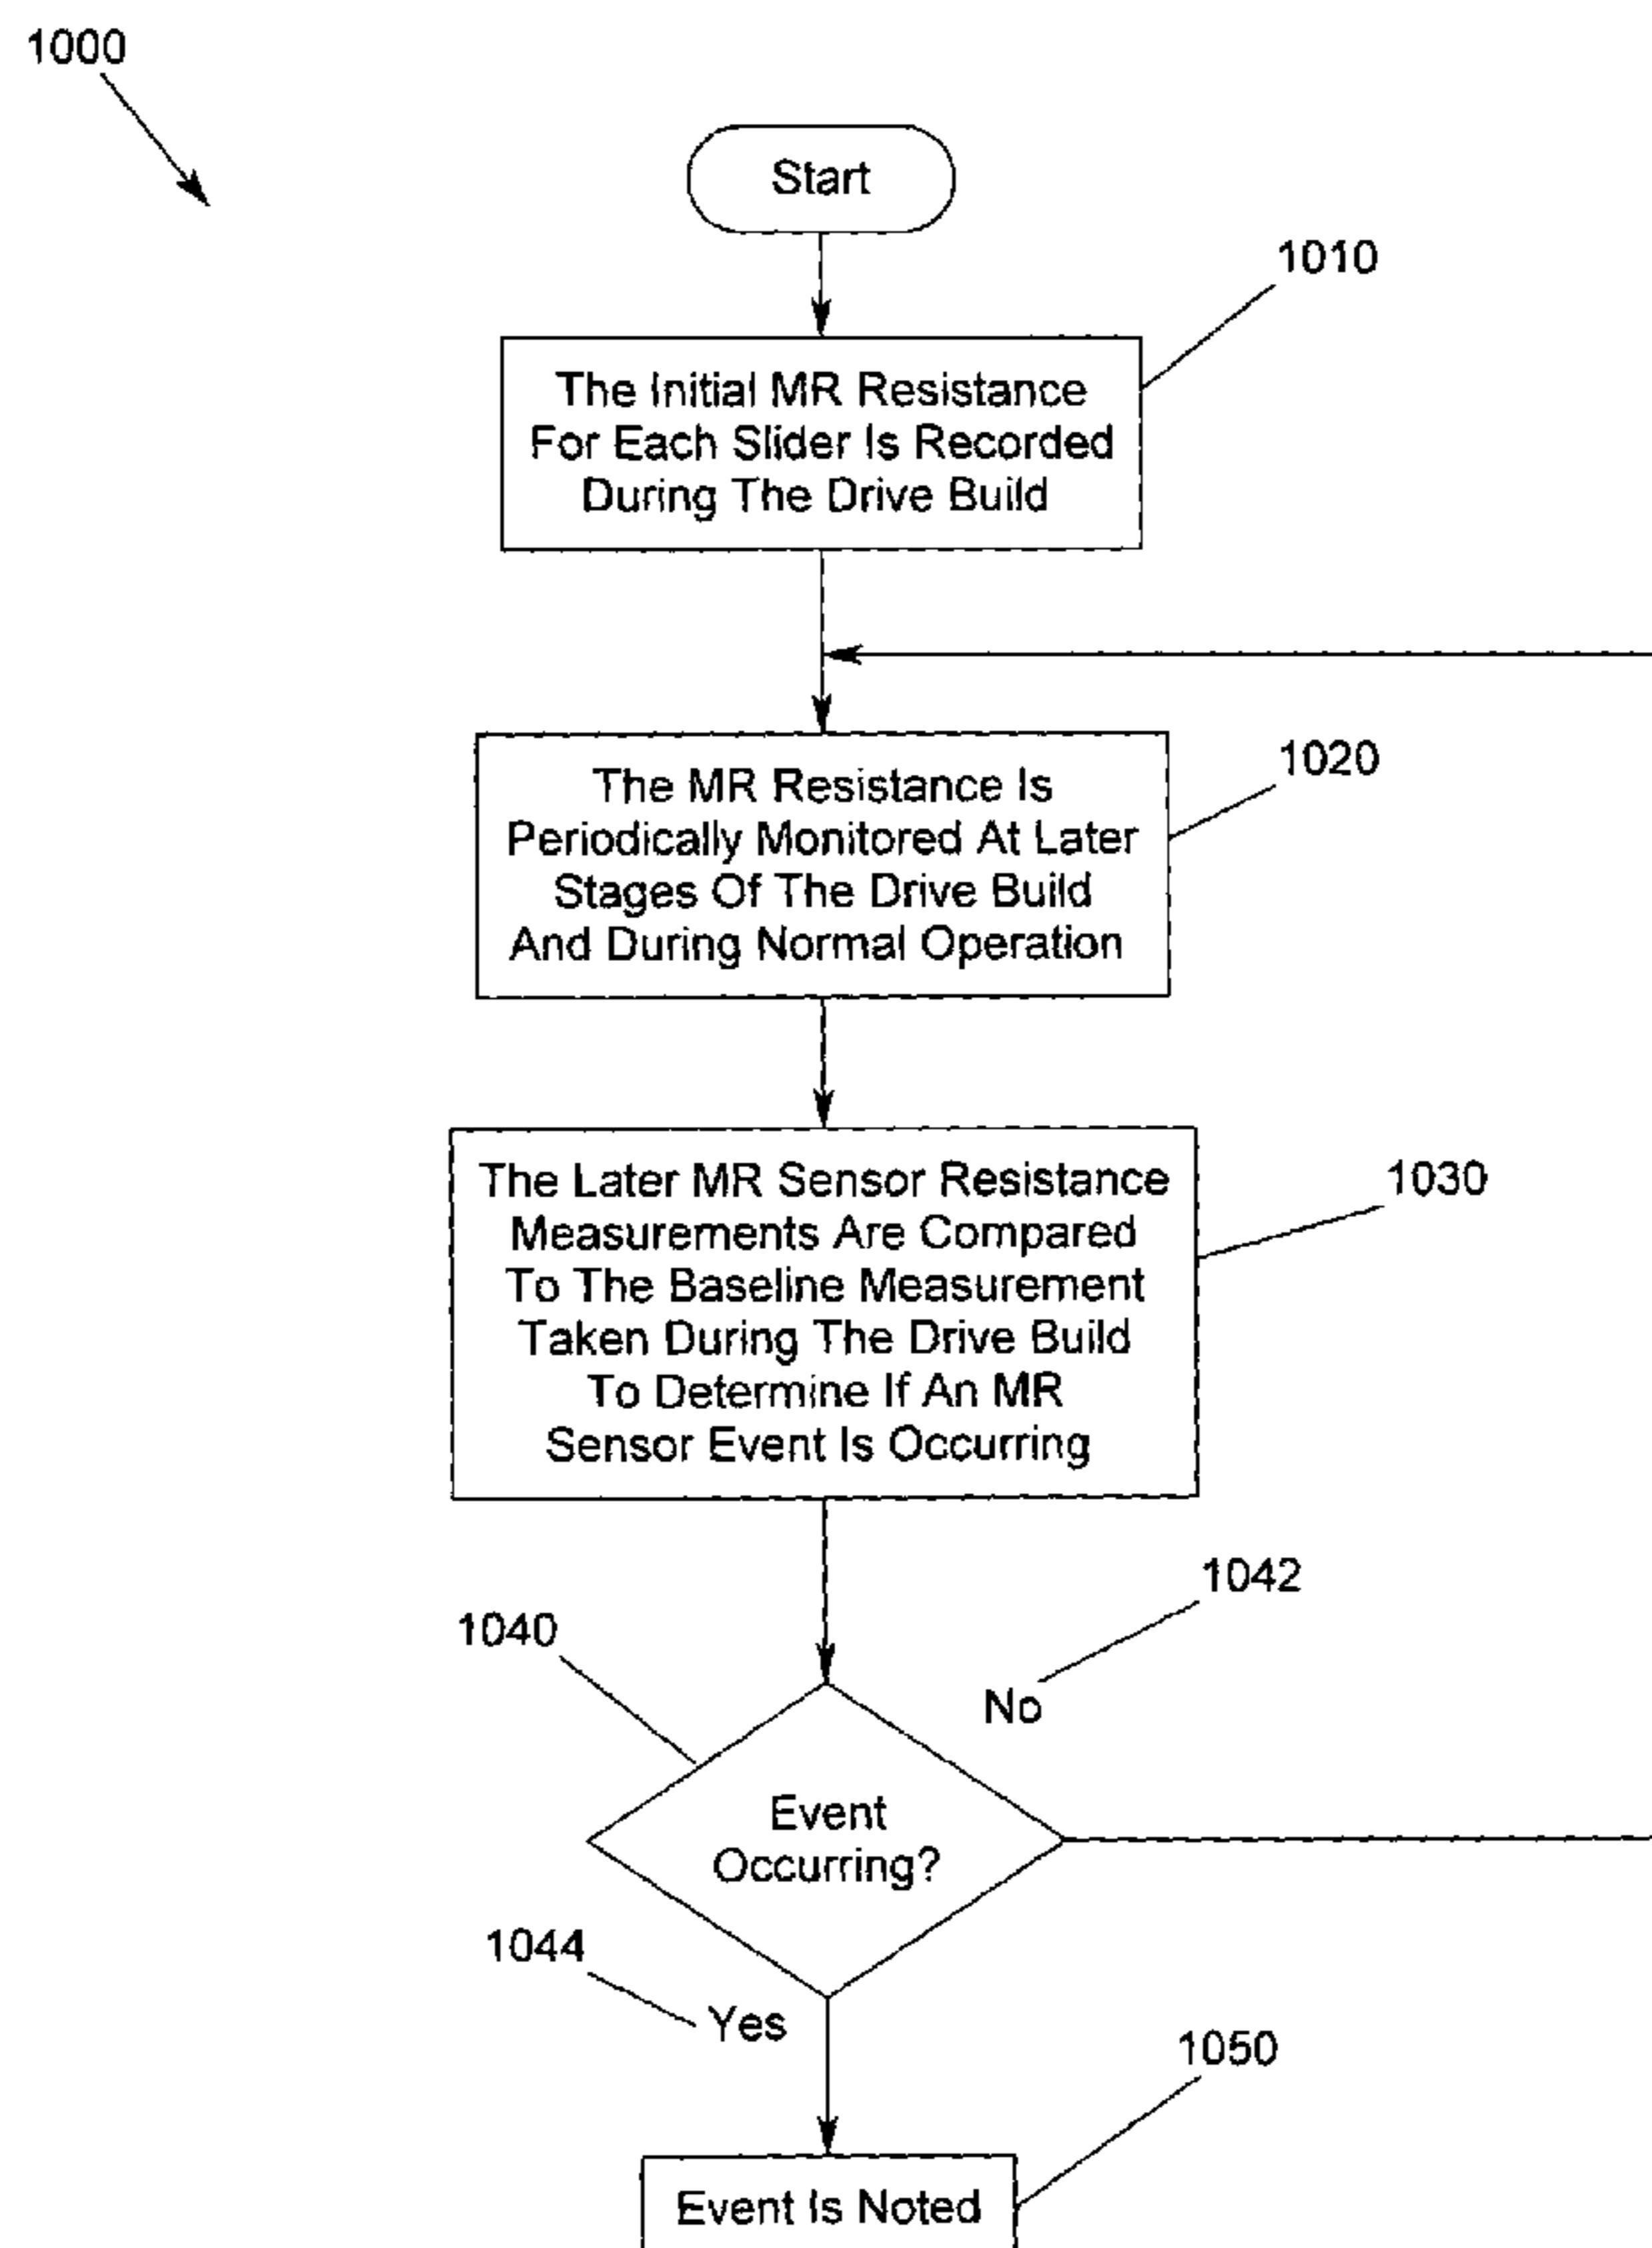 1000
Start
1010
The Initial MR Resistance
For Each Slider Is Recorded
During The Drive Build
1020
The MR Resistance Is
Periodically Monitored At Later
Stages Of The Drive Build
And During Normal Operation
1030
The Later MR Sensor Resistance
Measurements Are Compared
To The Baseline Measurement
Taken During The Drive Build
To Determine If An MR
Sensor Event Is Occurring
1042
1040
No
Event
Occurring?
1044
Yes
1050
Event Is Noted